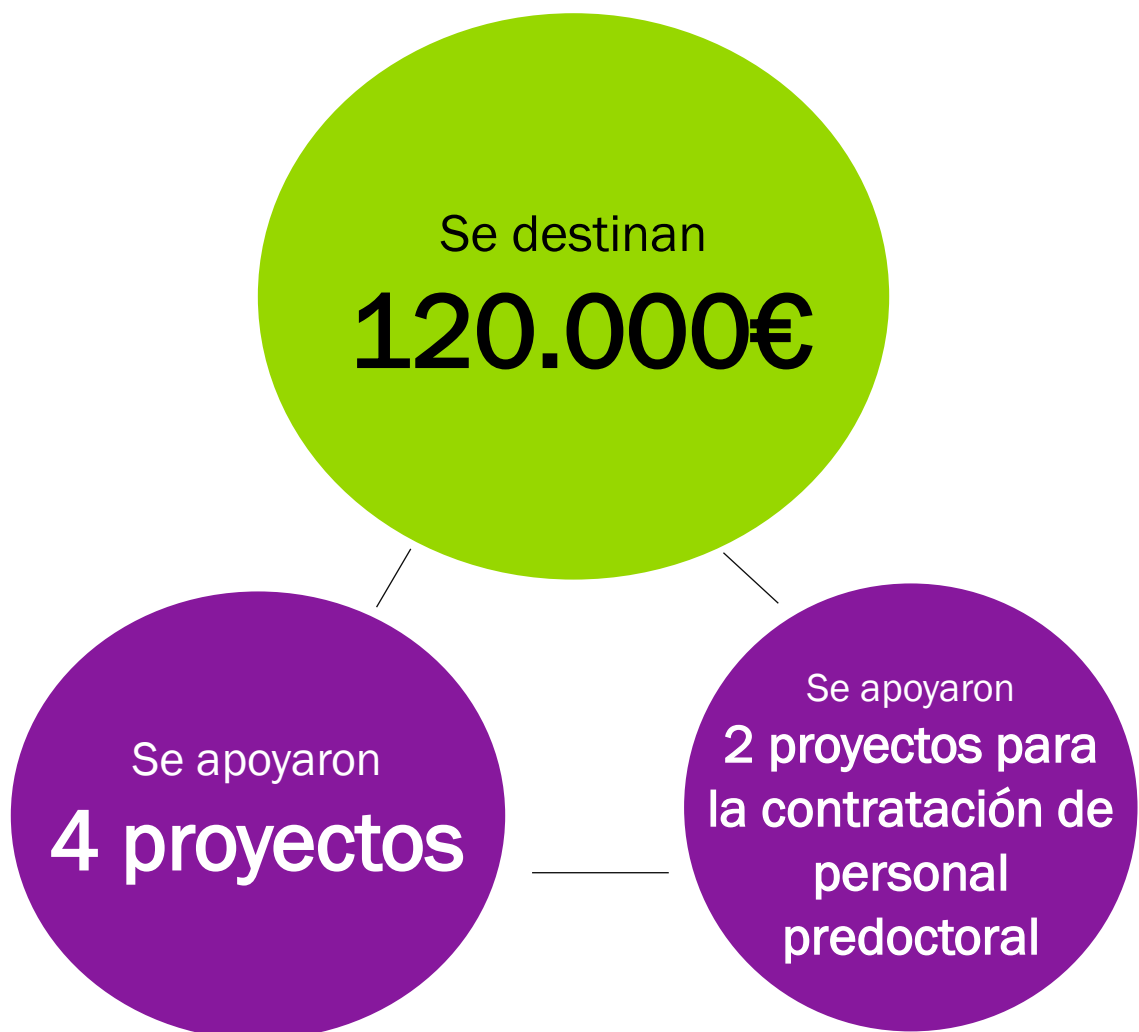 Se destinan
120.000€
Se apoyaron
4 proyectos
Se apoyaron
2 proyectos para
la contratación de
personal
predoctoral